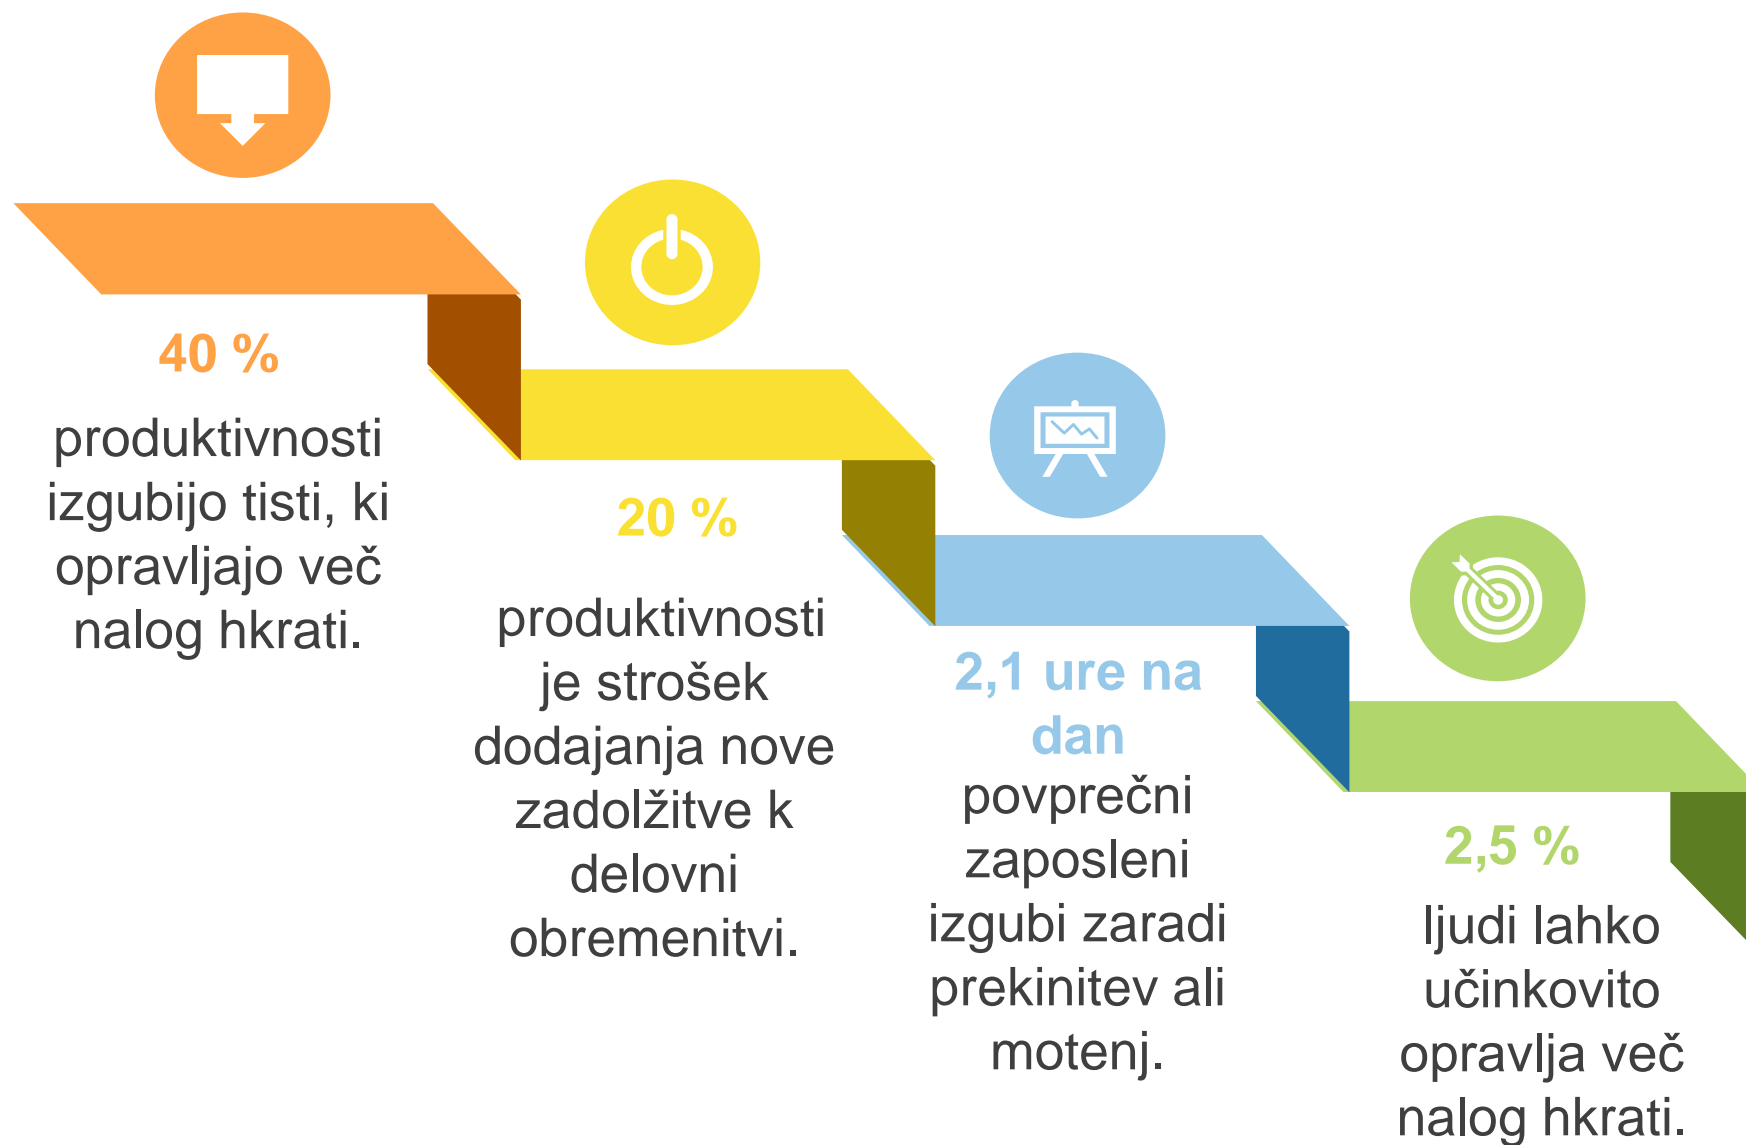 40 %
produktivnosti
izgubijo tisti, ki
opravljajo več
nalog hkrati.
20 %
produktivnosti
je strošek
dodajanja nove
zadolžitve k
delovni
obremenitvi.
2,1 ure na
dan
povprečni
zaposleni
izgubi zaradi
prekinitev ali
motenj.
2,5 %
ljudi lahko
učinkovito
opravlja več
nalog hkrati.